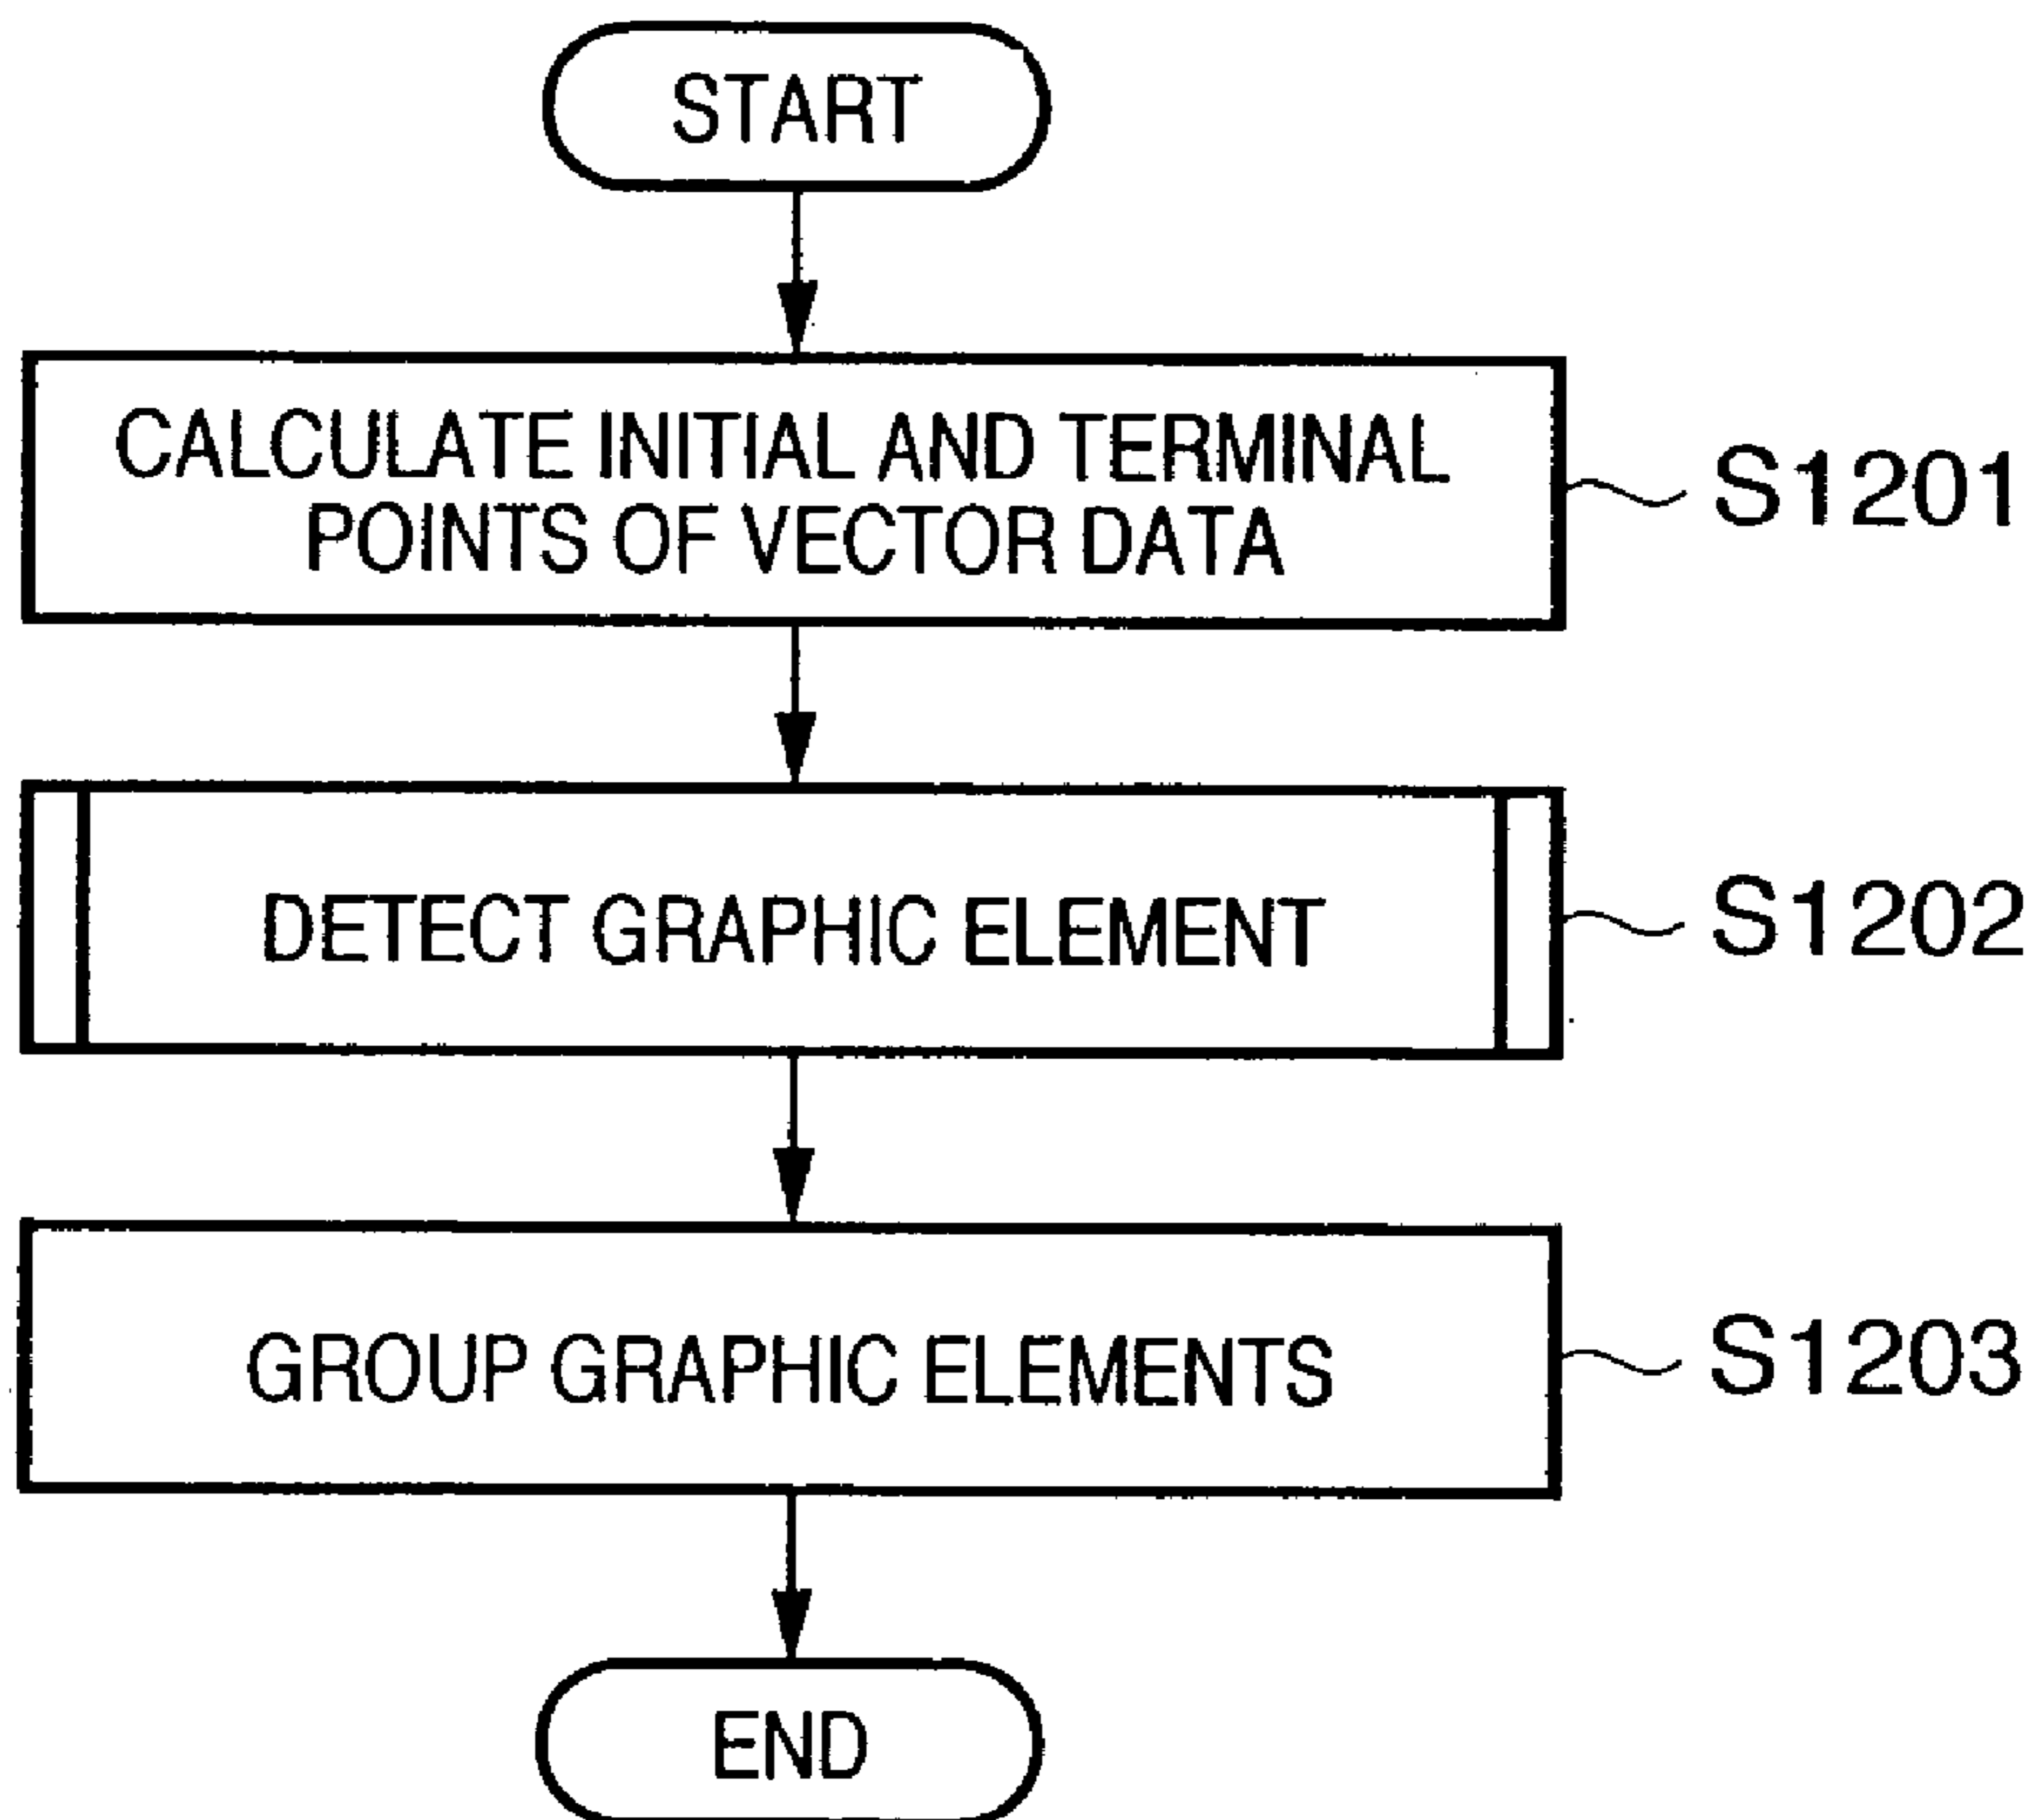 START
CALCULATE INITIAL AND TERMINAL
POINTS OF VECTOR DATA
S1201
DETECT GRAPHIC ELEMENT
S1202
GROUP GRAPHIC ELEMENTS
S1203
END